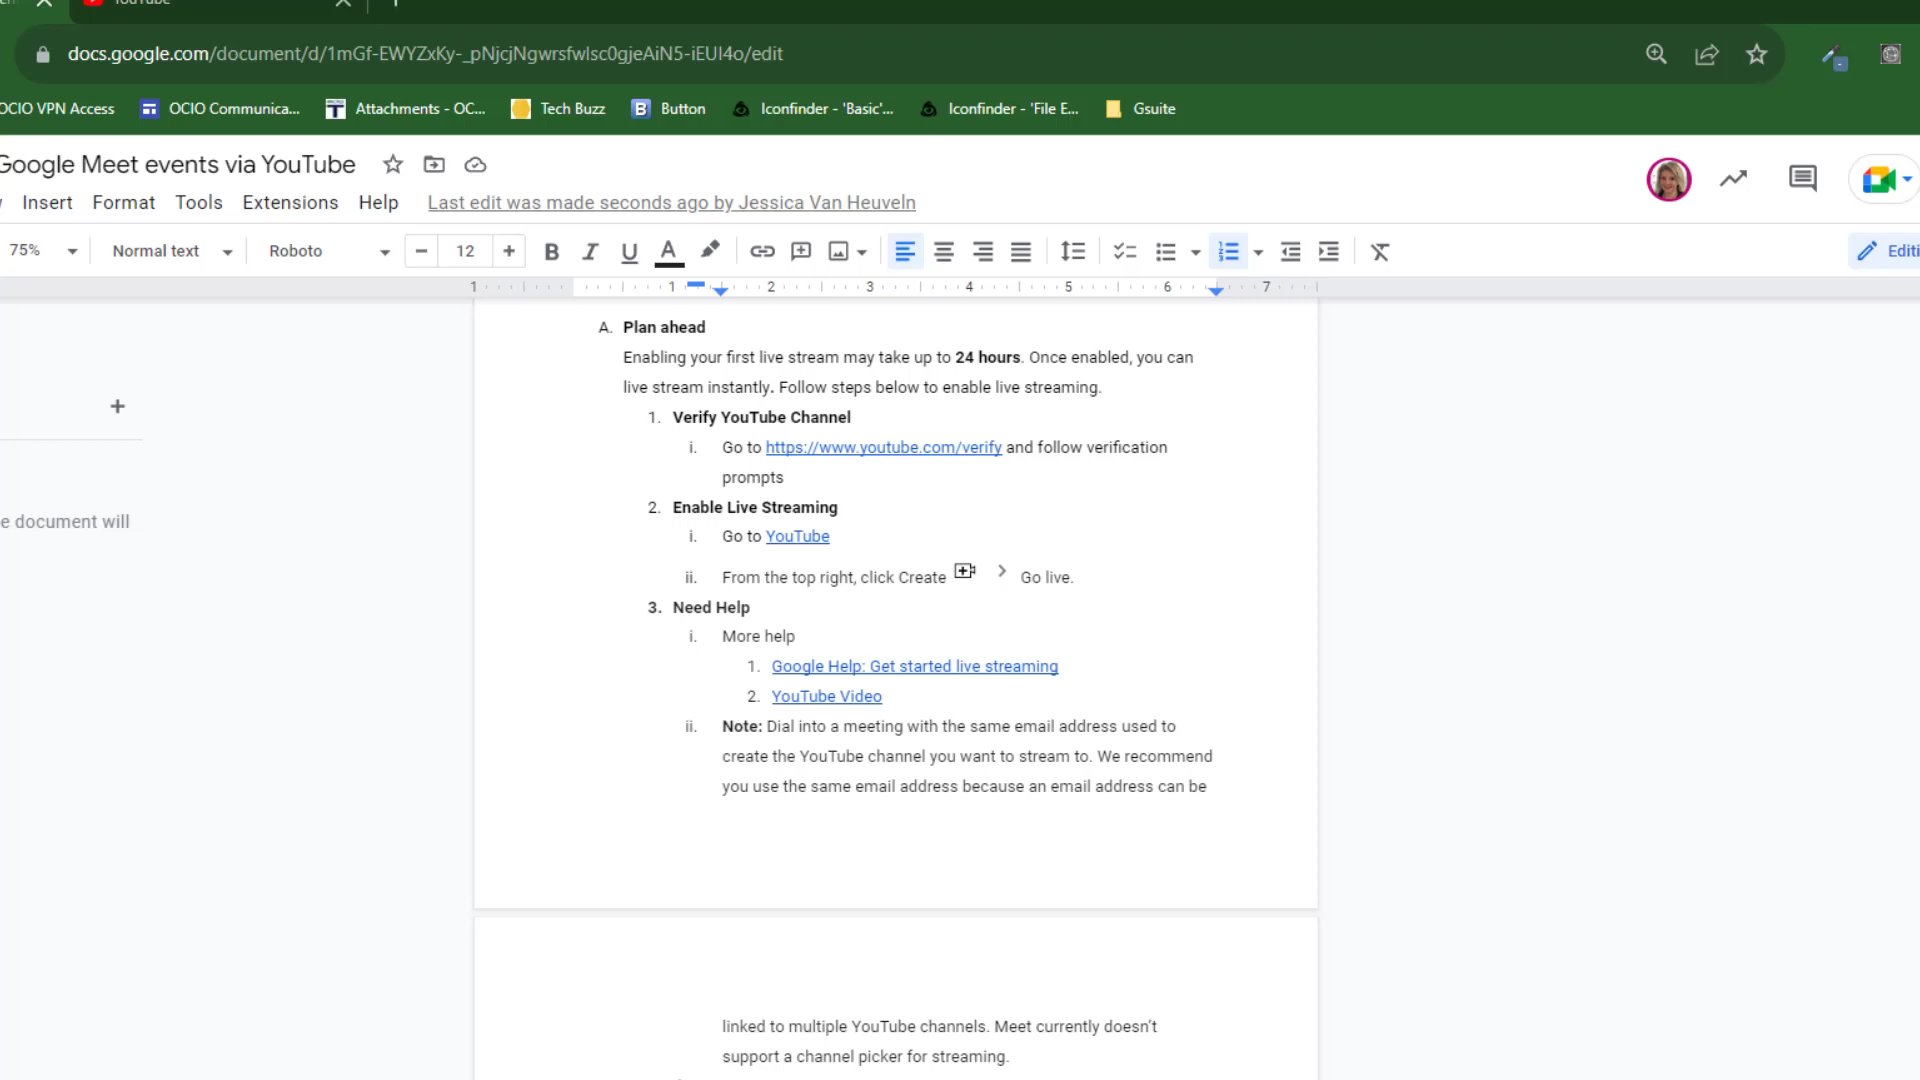 YouTube
docs.google.com/document/d/1mGf-EWYZxKy-_pNjcjNgwrsfwlsc0gjeAiN5-iEUI4o/edit
OCIO VPN Access OCIO Communica... Attachments - OC... Tech Buzz Button Iconfinder - 'Basic'... Iconfinder - 'File E... Gsuite
Google Meet events via YouTube
Insert Format Tools Extensions Help Last edit was made seconds ago by Jessica Van Heuveln
75% Normal text Roboto 12 Editi
1 1 2 3 4 5 6 7
A. Plan ahead
Enabling your first live stream may take up to 24 hours. Once enabled, you can
live stream instantly. Follow steps below to enable live streaming.
1. Verify YouTube Channel
i. Go to https://www.youtube.com/verify and follow verification
prompts
e document will
2. Enable Live Streaming
i. Go to YouTube
ii. From the top right, click Create > Go live.
3. Need Help
i. More help
1. Google Help: Get started live streaming
2. YouTube Video
ii. Note: Dial into a meeting with the same email address used to
create the YouTube channel you want to stream to. We recommend
you use the same email address because an email address can be
linked to multiple YouTube channels. Meet currently doesn't
support a channel picker for streaming.